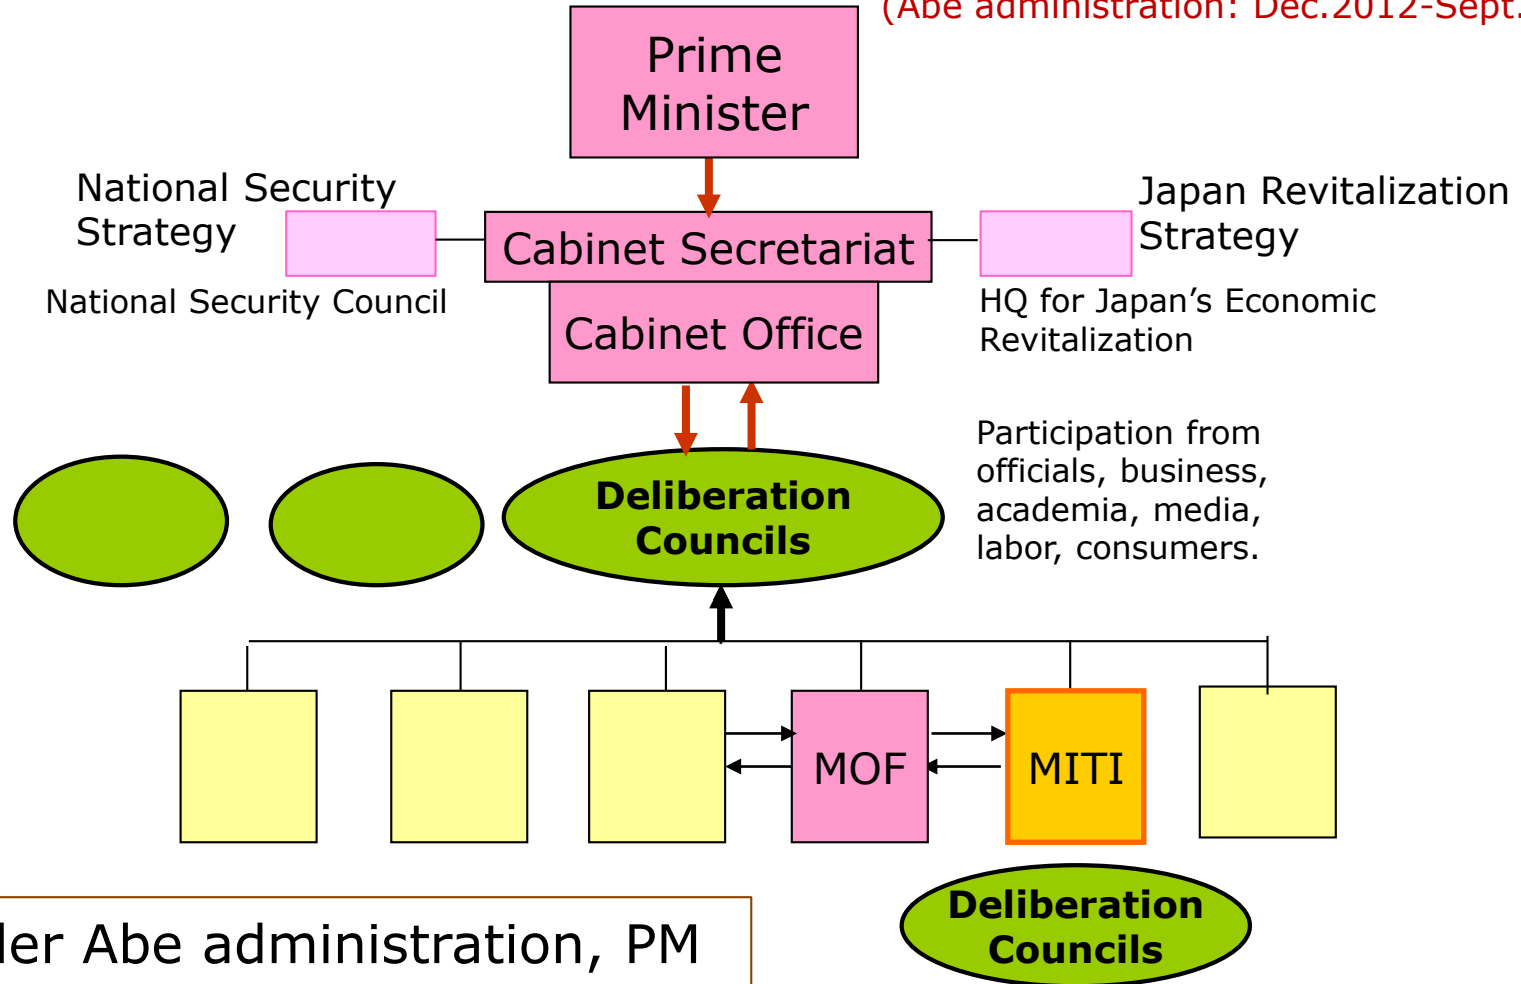 (Abe administration: Dec.2012-Sept.
Prime
Minister
National Security
Strategy
Japan Revitalization
Strategy
Cabinet Secretariat
National Security Council
HQ for Japan’s Economic
Revitalization
Cabinet Office
Participation from
officials, business,
academia, media,
labor, consumers.
Deliberation
Councils
MOF
MITI
Deliberation
Councils
Abe administration, PM